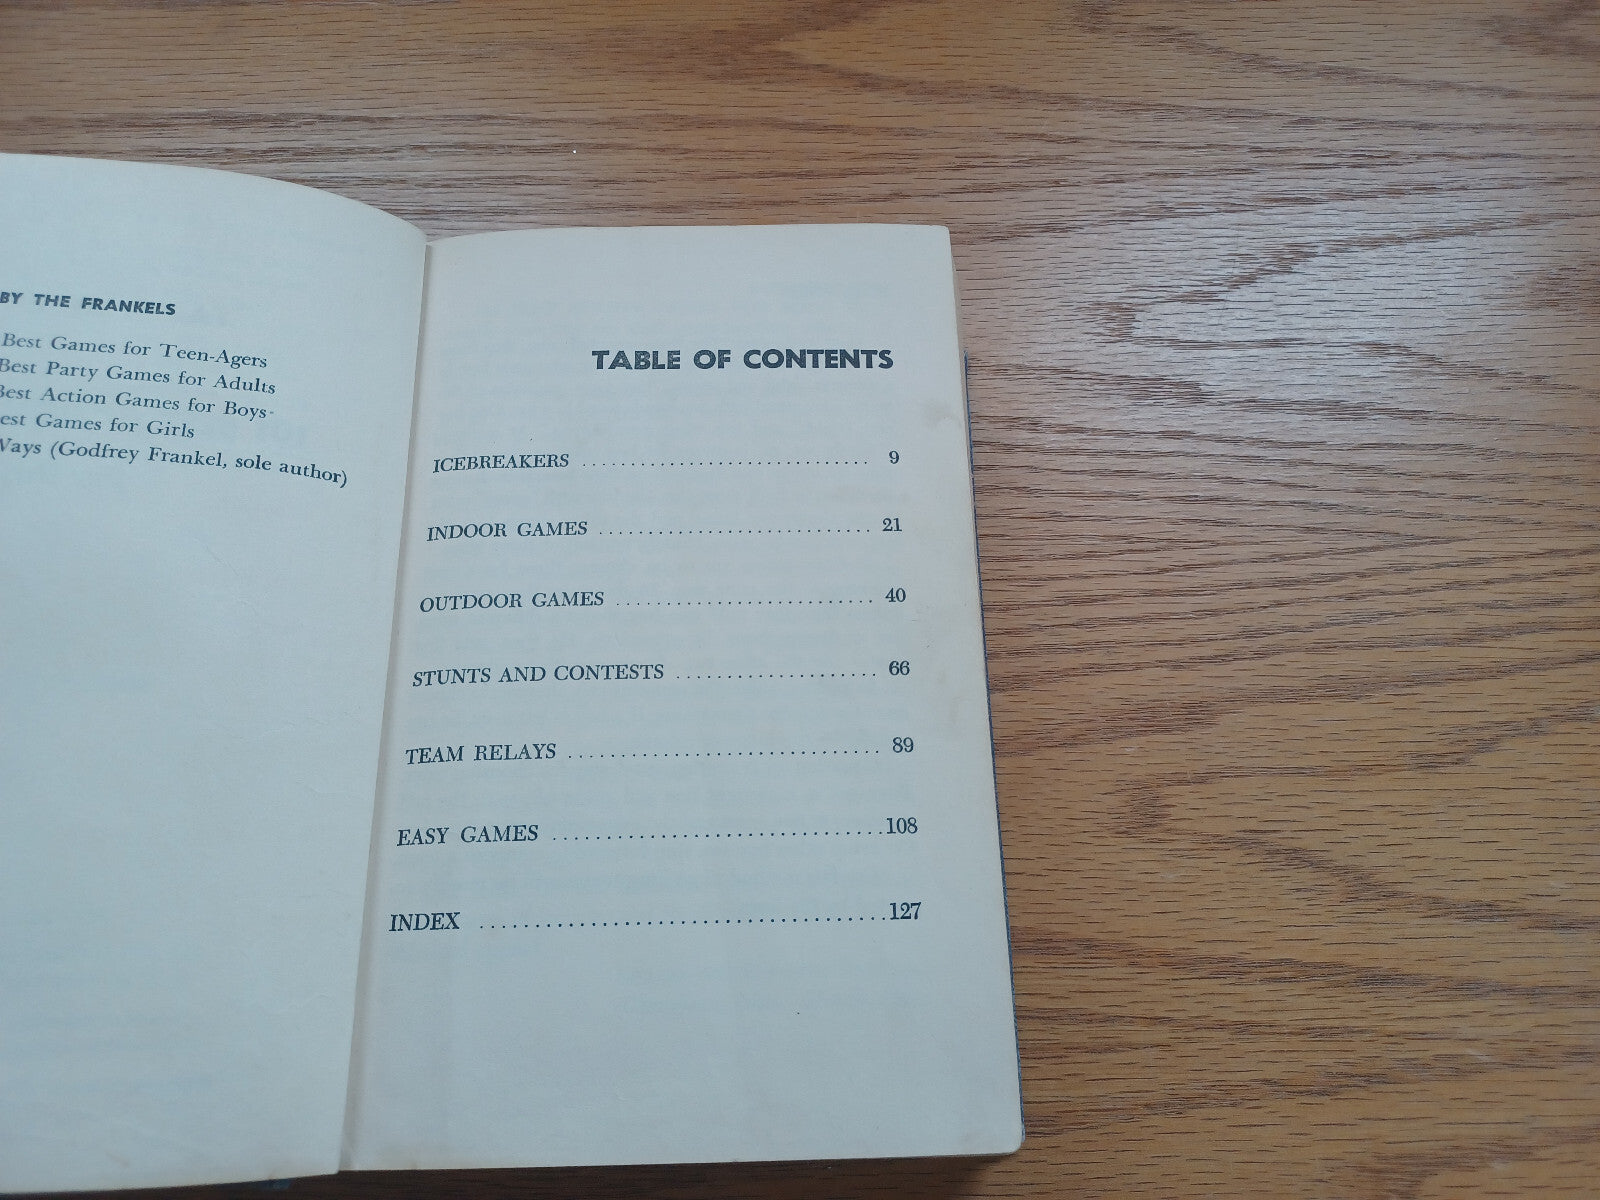 BY THE FRANKELS
Best Games for Teen-Agers
Best Party Games for Adults
Best Action Games for Boys
Games for Girls
(Godfrey Frankel, sole author)
TABLE OF CONTENTS
ICEBREAKERS .............................. 9
INDOOR GAMES ............................ 21
OUTDOOR GAMES .......................... 40
STUNTS AND CONTESTS .................... 66
TEAM RELAYS .............................. 89
EASY GAMES ................................ 108
INDEX ..................................... 127